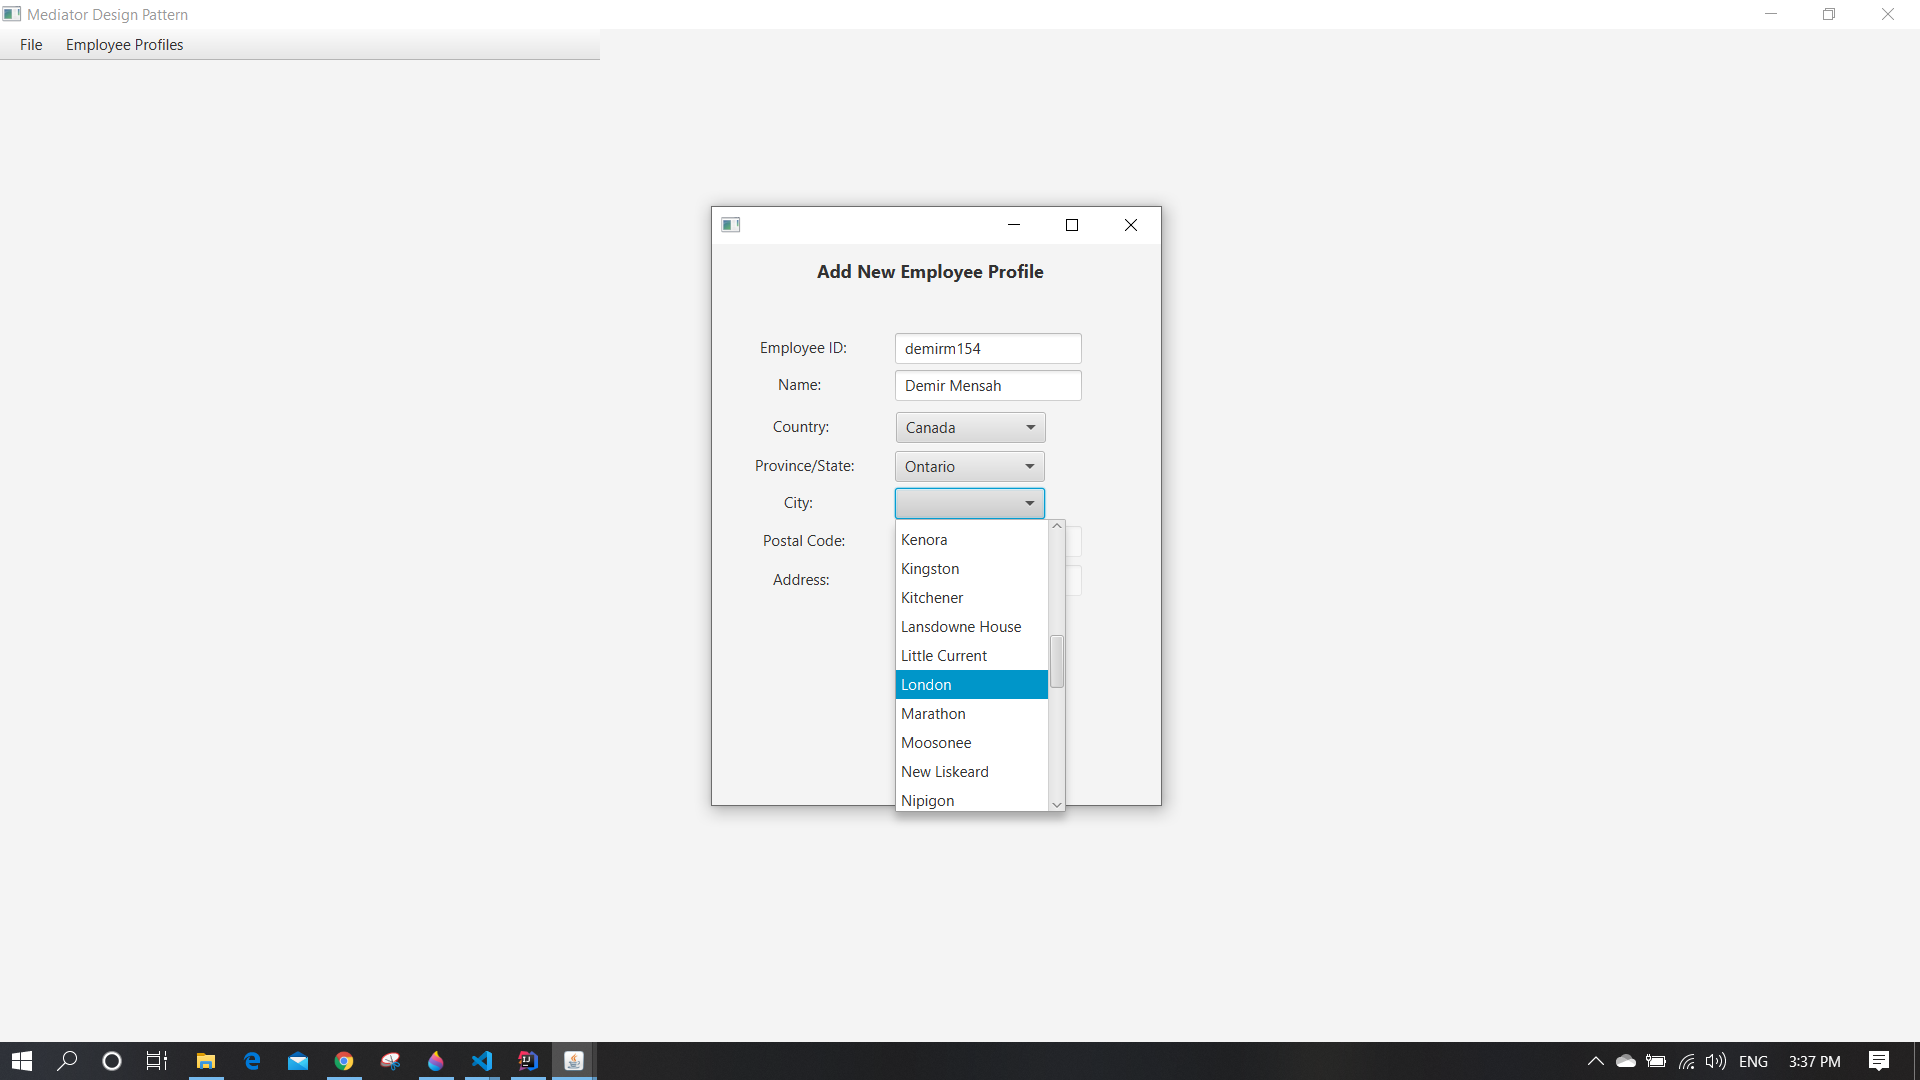 Mediator Design Pattern
File Employee Profiles
Add New Employee Profile
Employee ID: demirm154
Name: Demir Mensah
Country: Canada
Province/State: Ontario
City:
Postal Code:
Address:
Kenora
Kingston
Kitchener
Lansdowne House
Little Current
London
Marathon
Moosonee
New Liskeard
Nipigon
ENG 3:37 PM